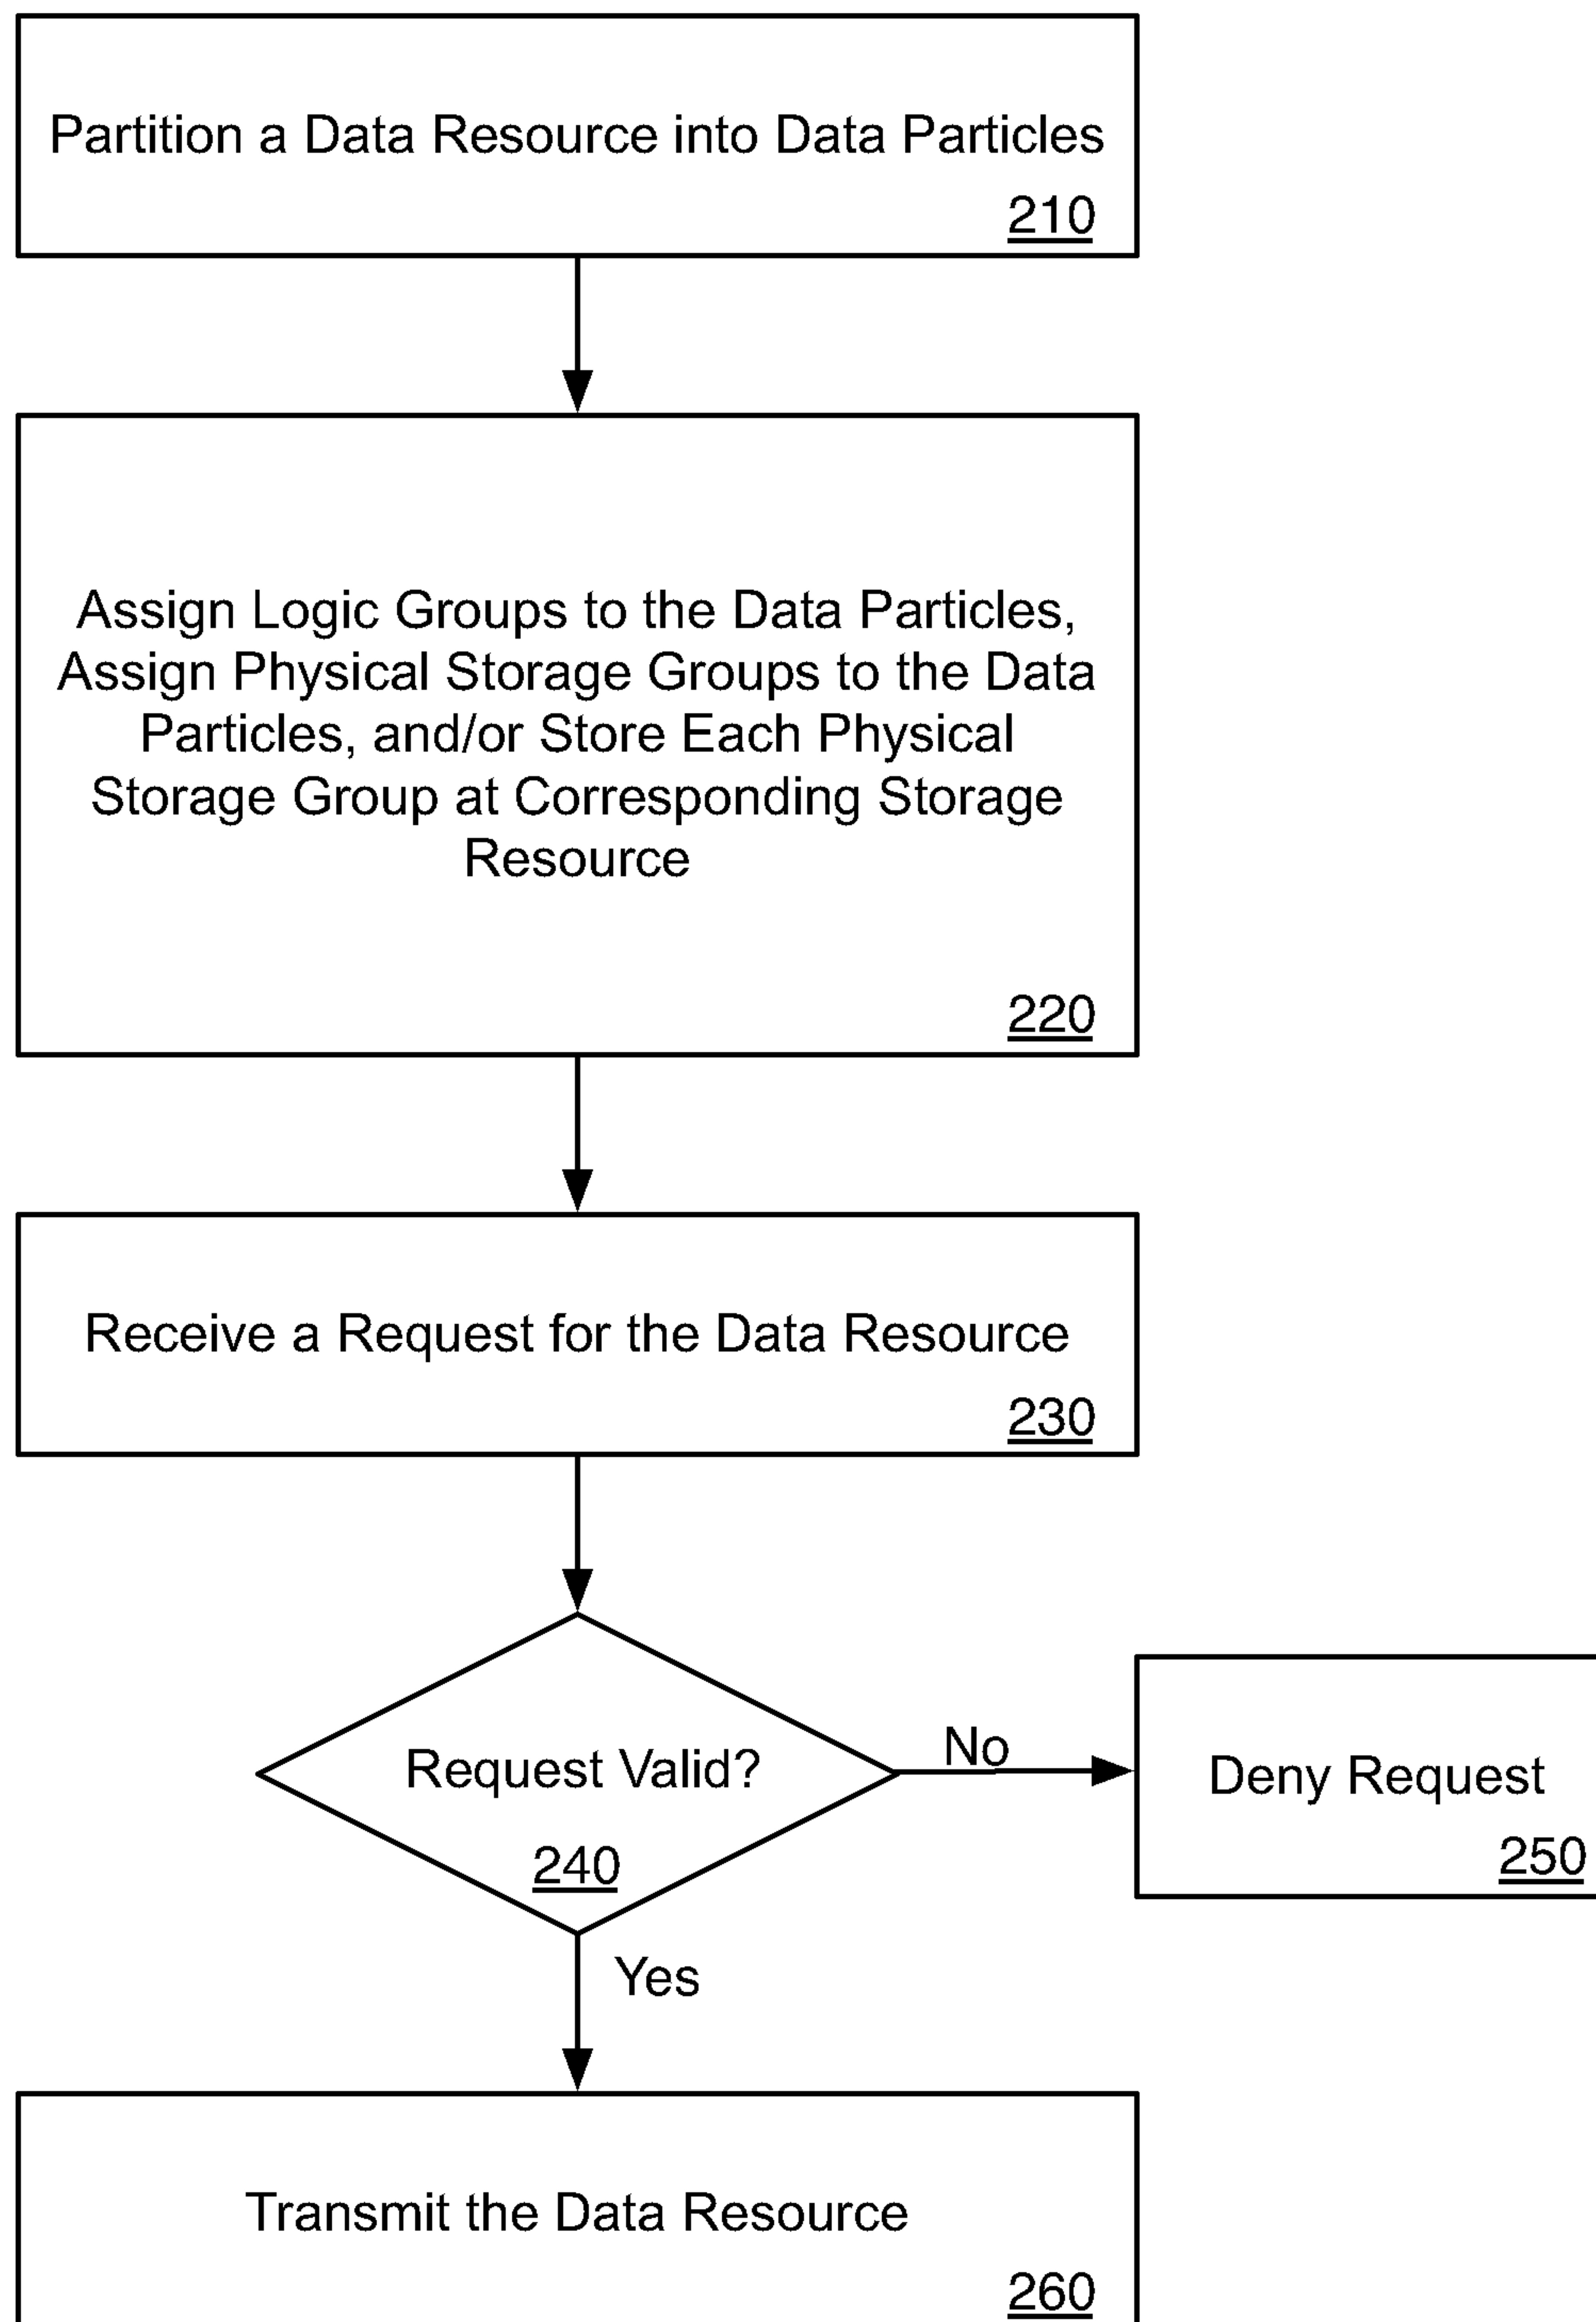 Partition a Data Resource into Data Particles
210
Assign Logic Groups to the Data Particles,
Assign Physical Storage Groups to the Data
Particles, and/or Store Each Physical
Storage Group at Corresponding Storage
Resource
220
Receive a Request for the Data Resource
230
Request Valid?
240
No
Deny Request
250
Yes
Transmit the Data Resource
260